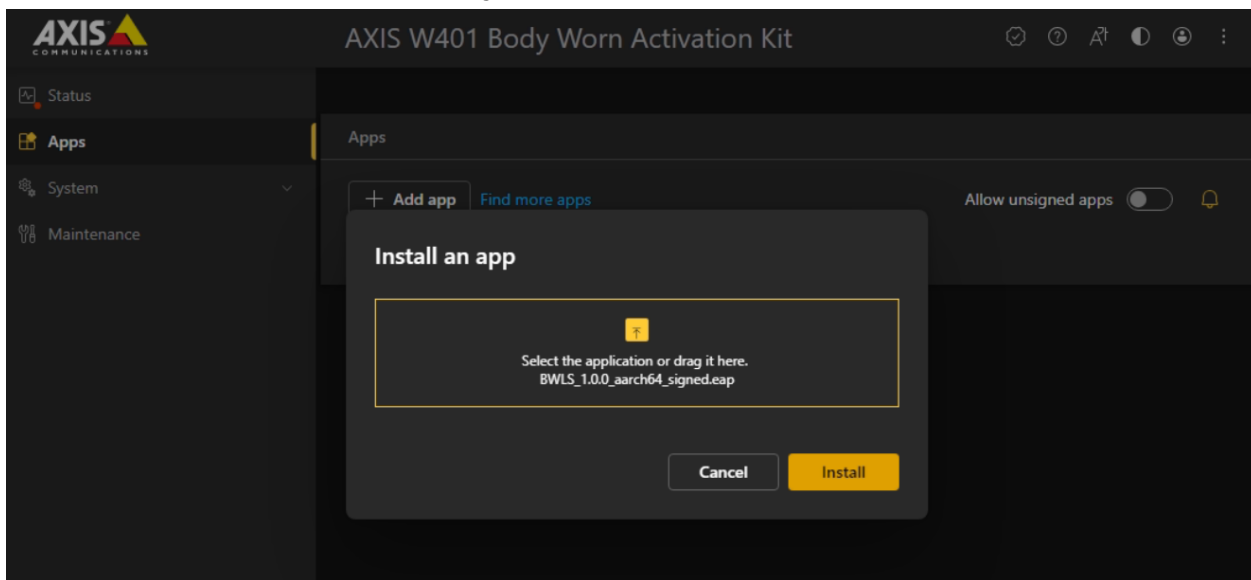 AXIS
COMMUNICATIONS
AXIS W401 Body Worn Activation Kit
Status
Apps
System
Maintenance
Apps
Add app
Find more apps
Allow unsigned apps
Install an app
Select the application or drag it here.
BWLS_1.0.0_aarch64_signed.eap
Cancel
Install